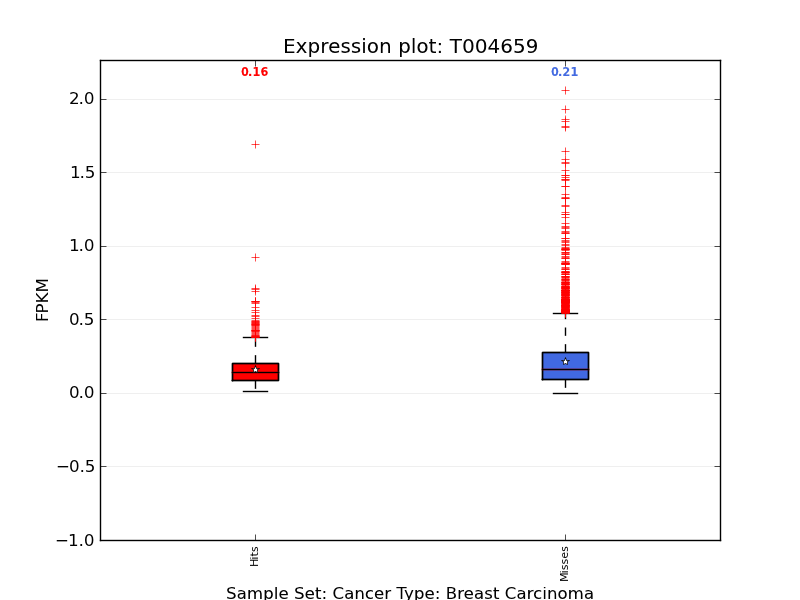 Expression plot: T004659
0.16
0.21
2.0
1.5
1.0
0.5
0.0
−0.5
−1.0
FPKM
Hits
Misses
Sample Set: Cancer Type: Breast Carcinoma